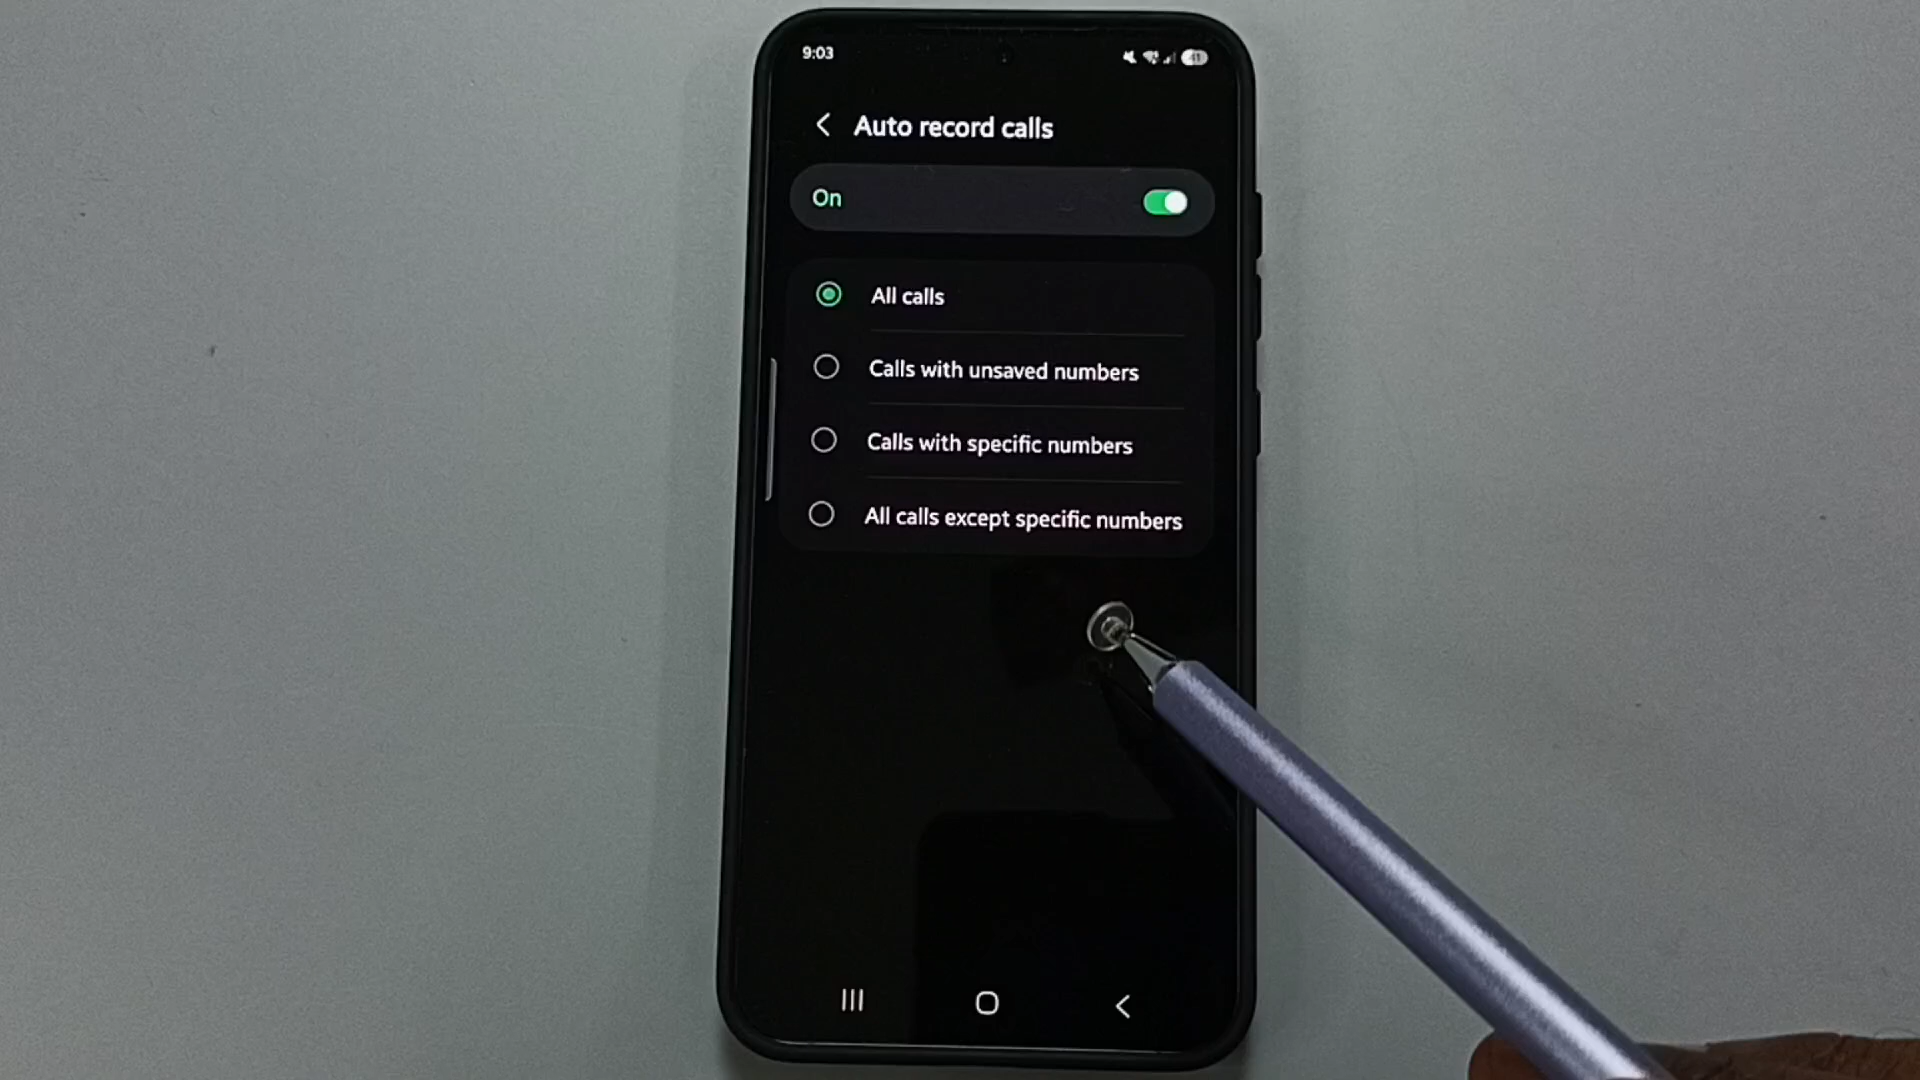 9:03
41
Auto record calls
On
All calls
Calls with unsaved numbers
Calls with specific numbers
All calls except specific numbers